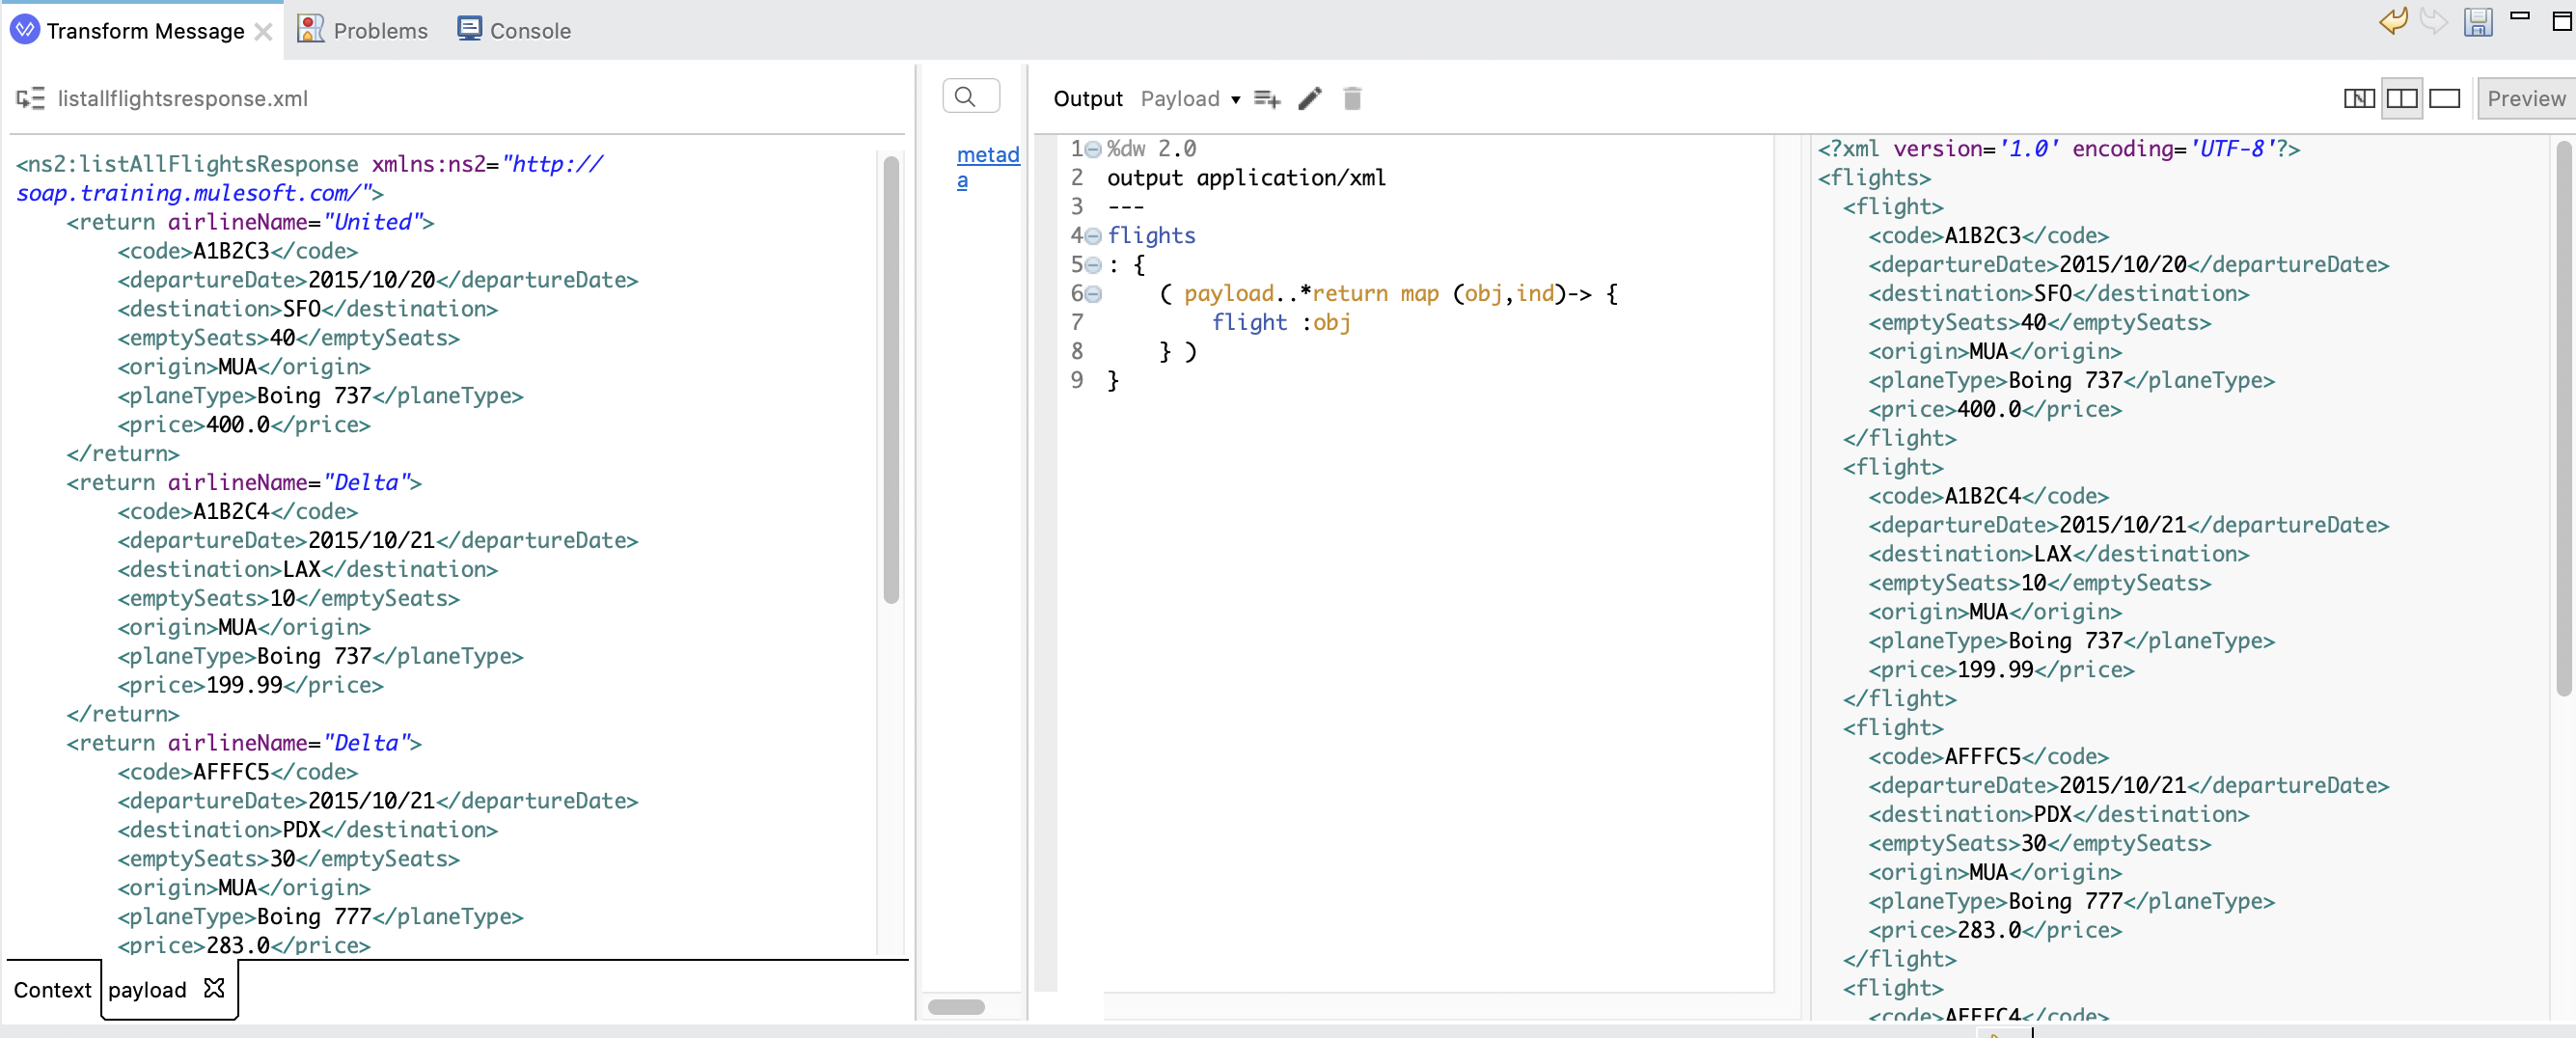 Transform Message
Problems
Console
listallflightsresponse.xml
<ns2:listAllFlightsResponse xmlns:ns2="http://
soap.training.mulesoft.com/">
<return airlineName="United">
<code>A1B2C3</code>
<departureDate>2015/10/20</departureDate>
<destination>SFO</destination>
<emptySeats>40</emptySeats>
<origin>MUA</origin>
<planeType>Boing 737</planeType>
<price>400.0</price>
</return>
<return airlineName="Delta">
<code>A1B2C4</code>
<departureDate>2015/10/21</departureDate>
<destination>LAX</destination>
<emptySeats>10</emptySeats>
<origin>MUA</origin>
<planeType>Boing 737</planeType>
<price>199.99</price>
</return>
<return airlineName="Delta">
<code>AFFFC5</code>
<departureDate>2015/10/21</departureDate>
<destination>PDX</destination>
<emptySeats>30</emptySeats>
<origin>MUA</origin>
<planeType>Boing 777</planeType>
<price>283.0</price>
Context payload
metad
a
Output Payload
Preview
1 %dw 2.0
2 output application/xml
3 ---
4 flights
5 : {
6 ( payload..*return map (obj,ind)-> {
7 flight :obj
8 } )
9 }
<?xml version='1.0' encoding='UTF-8'?>
<flights>
<flight>
<code>A1B2C3</code>
<departureDate>2015/10/20</departureDate>
<destination>SFO</destination>
<emptySeats>40</emptySeats>
<origin>MUA</origin>
<planeType>Boing 737</planeType>
<price>400.0</price>
</flight>
<flight>
<code>A1B2C4</code>
<departureDate>2015/10/21</departureDate>
<destination>LAX</destination>
<emptySeats>10</emptySeats>
<origin>MUA</origin>
<planeType>Boing 737</planeType>
<price>199.99</price>
</flight>
<flight>
<code>AFFFC5</code>
<departureDate>2015/10/21</departureDate>
<destination>PDX</destination>
<emptySeats>30</emptySeats>
<origin>MUA</origin>
<planeType>Boing 777</planeType>
<price>283.0</price>
</flight>
<flight>
<code>AFFFC4</code>